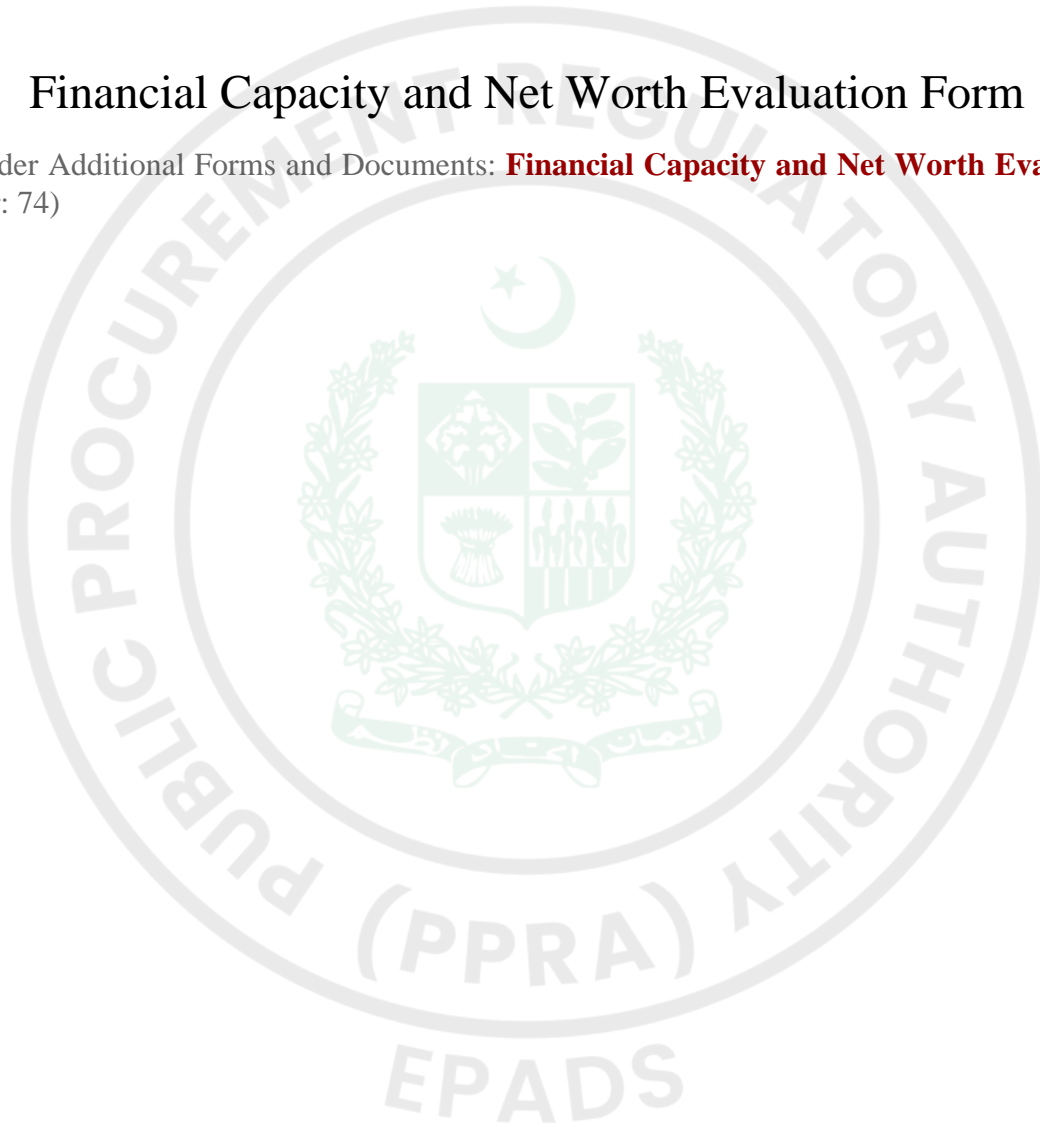 Financial Capacity and Net Worth Evaluation Form
der Additional Forms and Documents: Financial Capacity and Net Worth Eva
: 74)
PUBLIC PROCUREMENT REGULATORY AUTHORITY
(PPRA)
EPADS